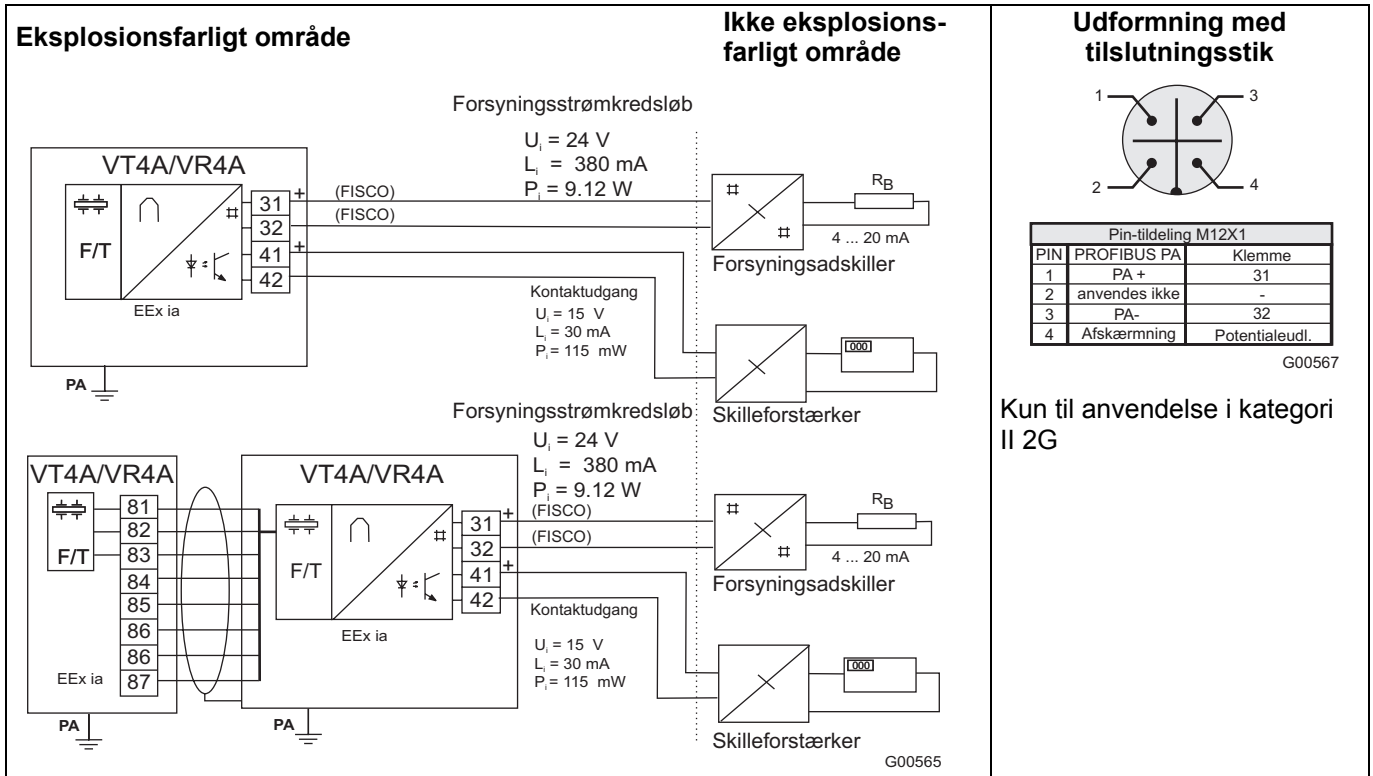 Eksplosionsfarligt område
Ikke eksplosions-
farligt område
Forsyningsstrømkredsløb
Uᵢ = 24 V
Lᵢ = 380 mA
Pᵢ = 9.12 W
VT4A/VR4A
F/T
EEx ia
31 +
32
41 +
42
(FISCO)
(FISCO)
R_B
4 ... 20 mA
Forsyningsadskiller
Kontaktudgang
Uᵢ = 15 V
Lᵢ = 30 mA
Pᵢ = 115 mW
000
Skilleforstærker
PA
Forsyningsstrømkredsløb
Uᵢ = 24 V
Lᵢ = 380 mA
Pᵢ = 9.12 W
VT4A/VR4A
F/T
81
82
83
84
85
86
86
87
EEx ia
PA
VT4A/VR4A
F/T
EEx ia
31 +
32
41 +
42
(FISCO)
(FISCO)
R_B
4 ... 20 mA
Forsyningsadskiller
Kontaktudgang
Uᵢ = 15 V
Lᵢ = 30 mA
Pᵢ = 115 mW
000
Skilleforstærker
PA
G00565
Udformning med
tilslutningsstik
1 3
2 4
Pin-tildeling M12X1
PIN PROFIBUS PA Klemme
1 PA + 31
2 anvendes ikke -
3 PA- 32
4 Afskærmning Potentialeudl.
G00567
Kun til anvendelse i kategori
II 2G